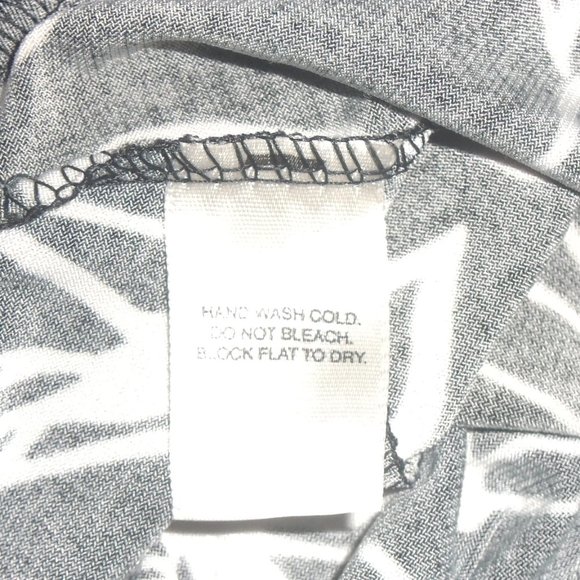 HAND WASH COLD.
DO NOT BLEACH.
BLOCK FLAT TO DRY.